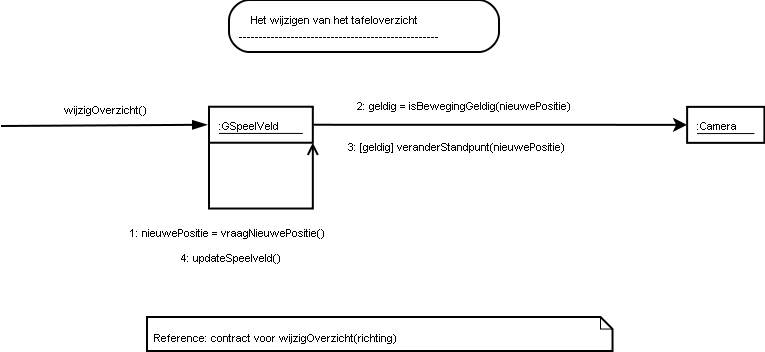 Het wijzigen van het tafeloverzicht
------------------------------------------------
wijzigOverzicht()
2: geldig = isBewegingGeldig(nieuwePositie)
:GSpeelVeld
:Camera
3: [geldig] veranderStandpunt(nieuwePositie)
1: nieuwePositie = vraagNieuwePositie()
4: updateSpeelveld()
Reference: contract voor wijzigOverzicht(richting)